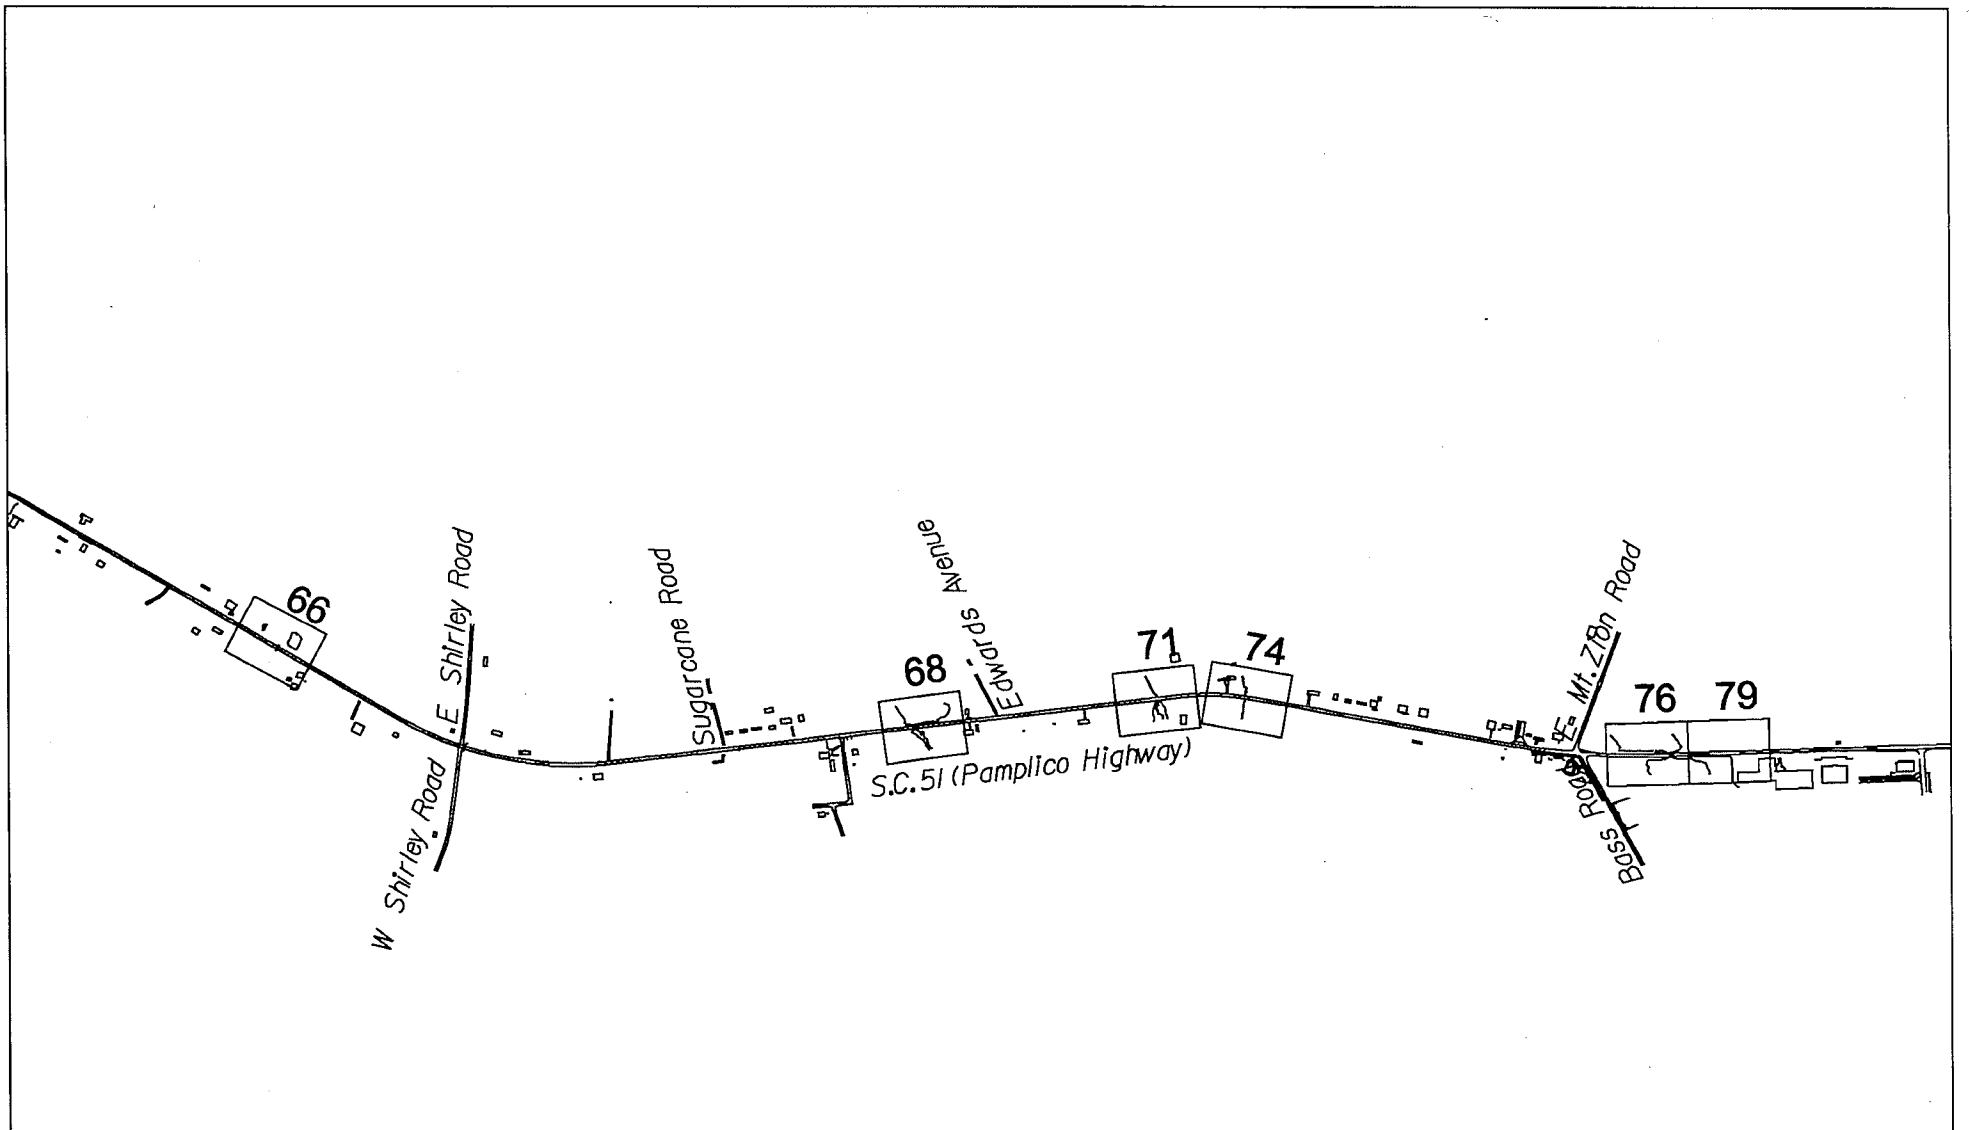 66
E Shirley Road
W Shirley Road
Sugarcane Road
68
Edwards Avenue
S.C. 51 (Pamplico Highway)
71
74
E. Mt. Zion Road
Bass Road
76
79